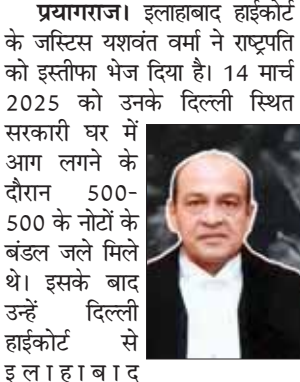 प्रयागराज। इलाहाबाद हाईकोर्ट
के जस्टिस यशवंत वर्मा ने राष्ट्रपति
को इस्तीफा भेज दिया है। 14 मार्च
2025 को उनके दिल्ली स्थित
सरकारी घर में
आग लगने के
दौरान 500-
500 के नोटों के
बंडल जले मिले
थे। इसके बाद
उन्हें दिल्ली
हाईकोर्ट से
इलाहाबाद